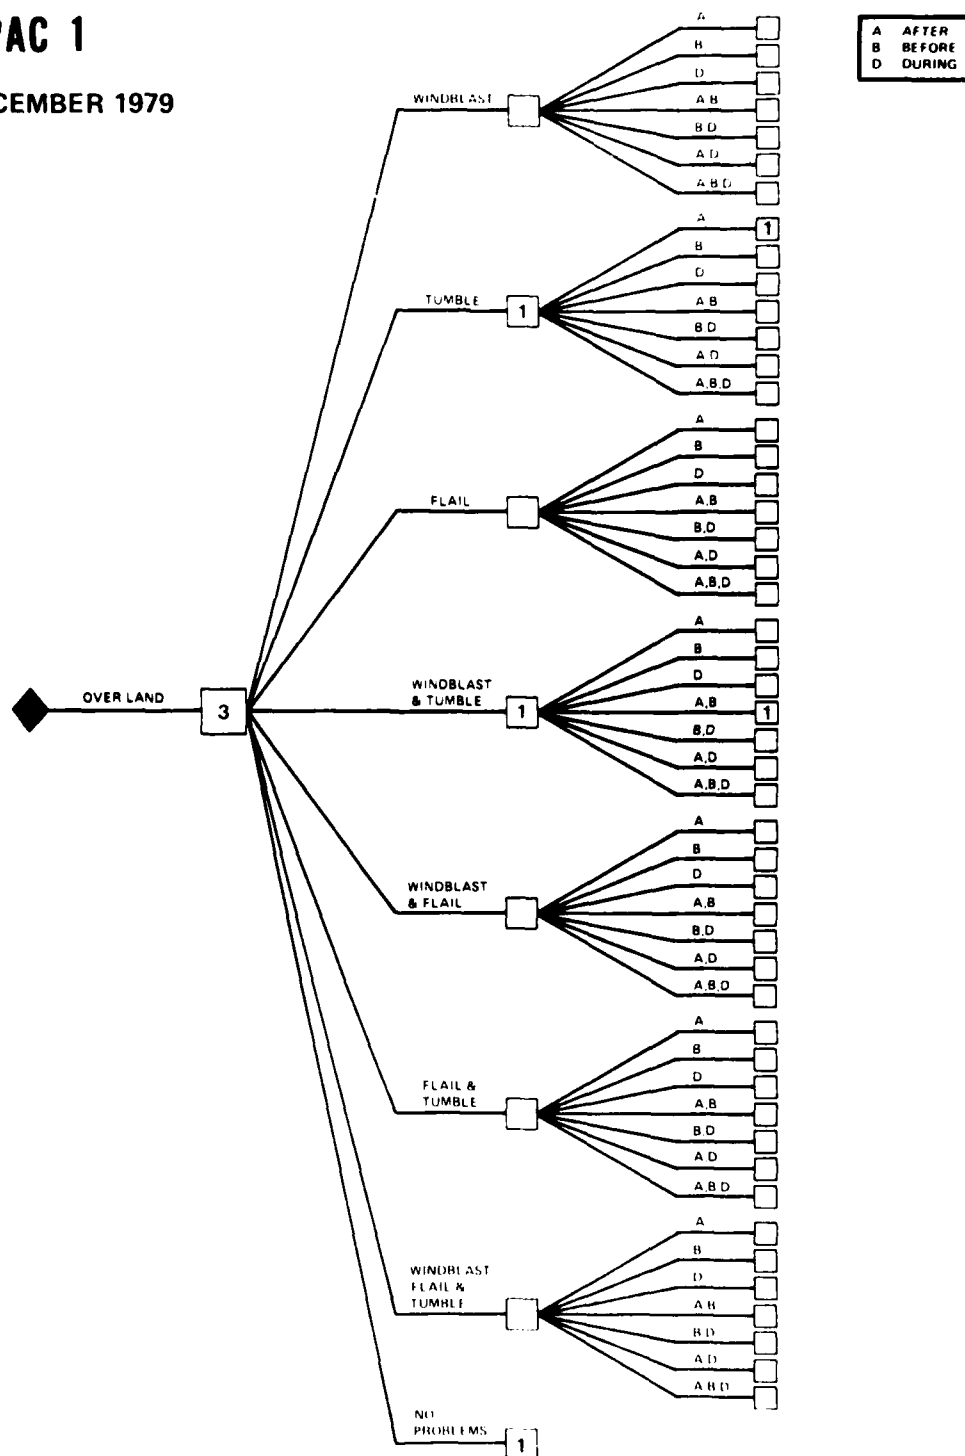 PAC 1
CEMBER 1979
A AFTER
B BEFORE
D DURING
WINDBLAST
A
B
D
A B
B D
A D
A B D
TUMBLE
1
A
1
B
D
A B
B D
A D
A,B,D
FLAIL
A
B
D
A,B
B,D
A,D
A,B,D
OVER LAND
3
WINDBLAST
& TUMBLE
1
A
B
D
A,B
1
B,D
A,D
A,B,D
WINDBLAST
& FLAIL
A
B
D
A,B
B,D
A,D
A,B,D
FLAIL &
TUMBLE
A
B
D
A,B
B,D
A D
A,B D
WINDBLAST
FLAIL &
TUMBLE
A
B
D
A B
B D
A D
A B D
NO
PROBLEMS
1